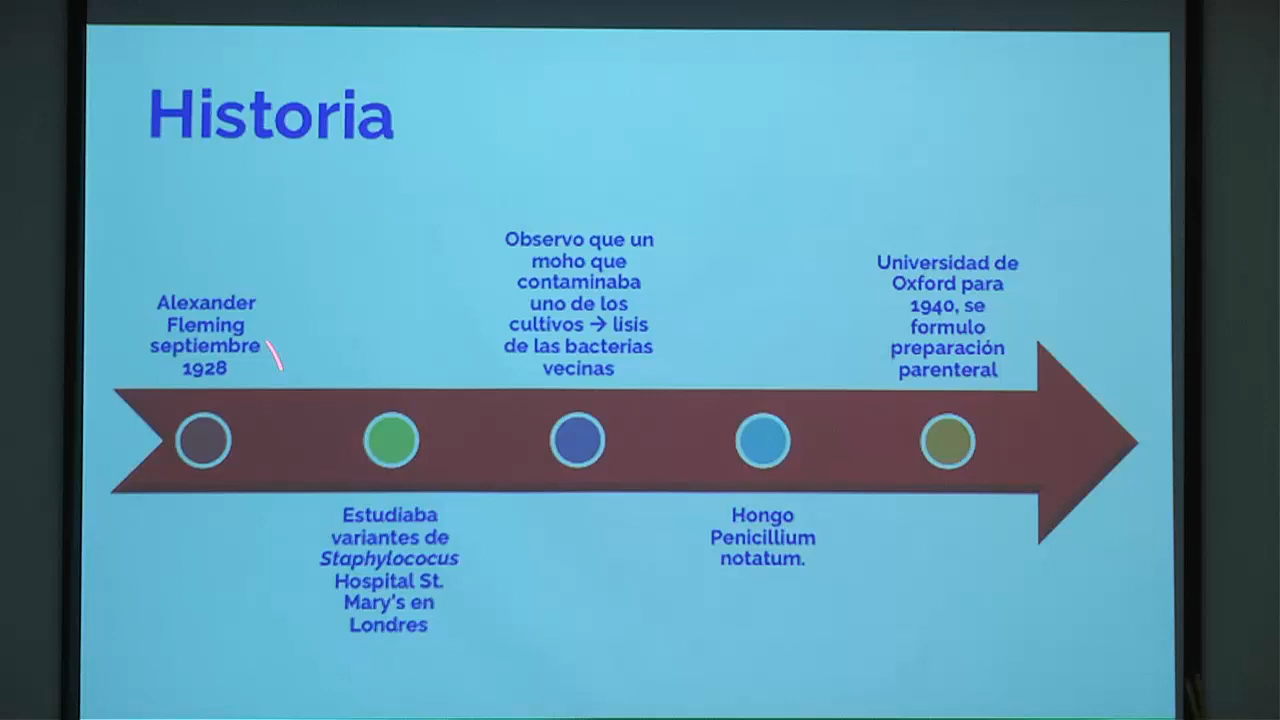 Historia
Alexander
Fleming
septiembre
1928
Estudiaba
variantes de
Staphylococus
Hospital St.
Mary's en
Londres
Observo que un
moho que
contaminaba
uno de los
cultivos → lisis
de las bacterias
vecinas
Hongo
Penicillium
notatum.
Universidad de
Oxford para
1940, se
formulo
preparación
parenteral